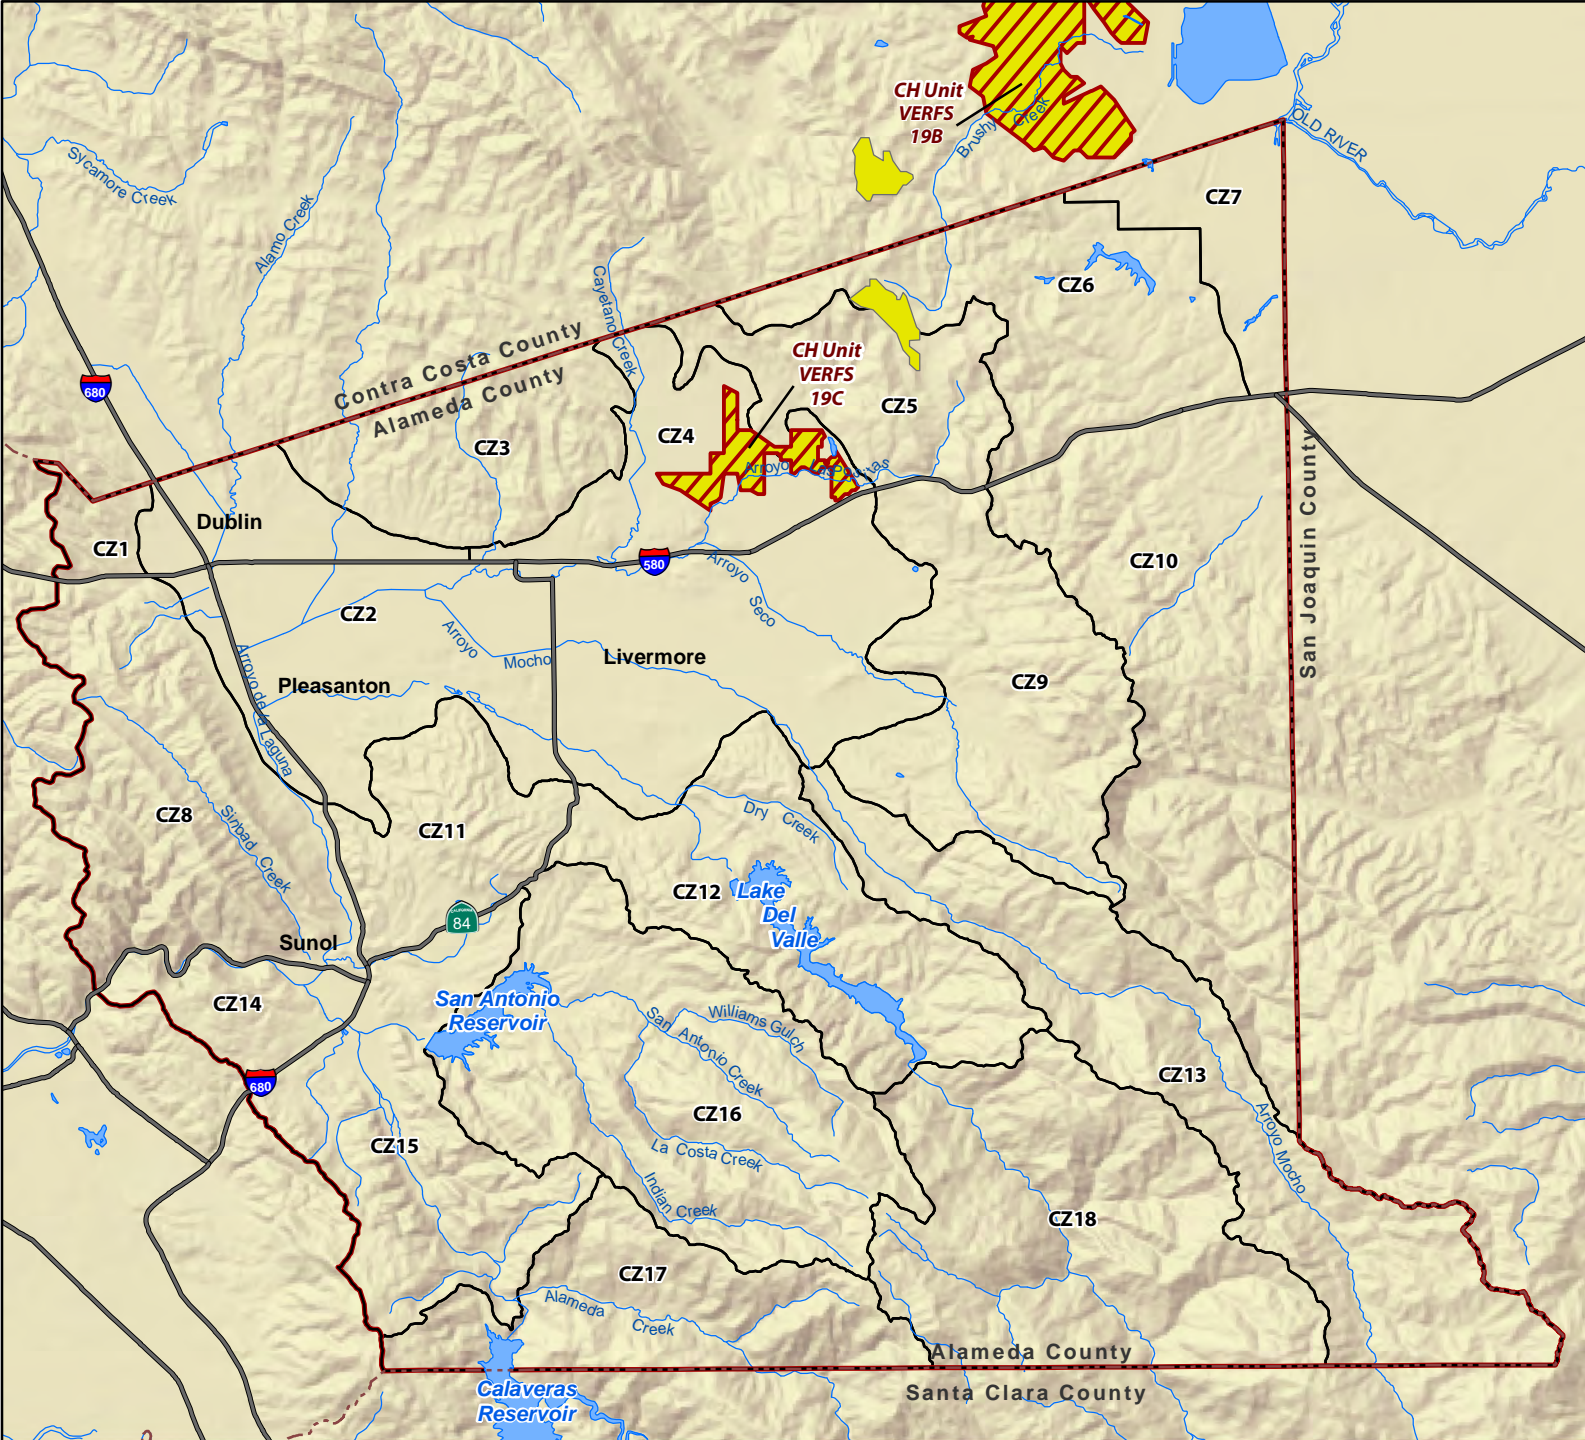 CH Unit
VERFS
19B
Brushy Creek
OLD RIVER
Sycamore Creek
Alamo Creek
CZ7
Cayetano Creek
CZ6
Contra Costa County
Alameda County
CH Unit
VERFS
19C
680
CZ5
CZ4
CZ3
Arroyo Las Positas
San Joaquin County
Dublin
CZ1
580
CZ10
Arroyo Seco
CZ2
Arroyo Mocho
Livermore
Pleasanton
CZ9
Arroyo de la Laguna
CZ8
Sinbad Creek
CZ11
Dry Creek
CZ12
Lake
Del
Valle
CALIFORNIA
84
Sunol
CZ14
San Antonio
Reservoir
Williams Gulch
San Antonio Creek
680
CZ13
CZ16
Arroyo Mocho
CZ15
La Costa Creek
Indian Creek
CZ18
CZ17
Alameda Creek
Alameda County
Santa Clara County
Calaveras
Reservoir